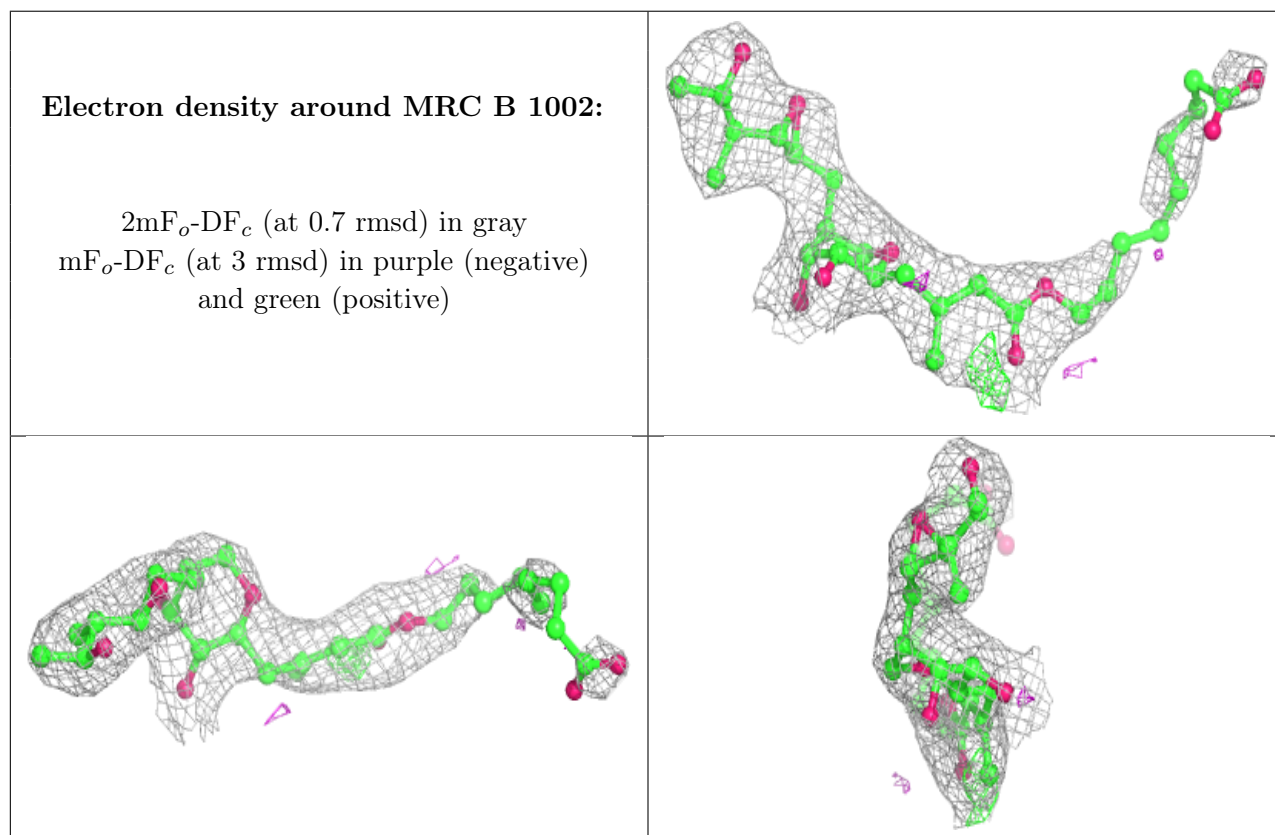 Electron density around MRC B 1002:
2mFo-DFc (at 0.7 rmsd) in gray
mFo-DFc (at 3 rmsd) in purple (negative)
and green (positive)